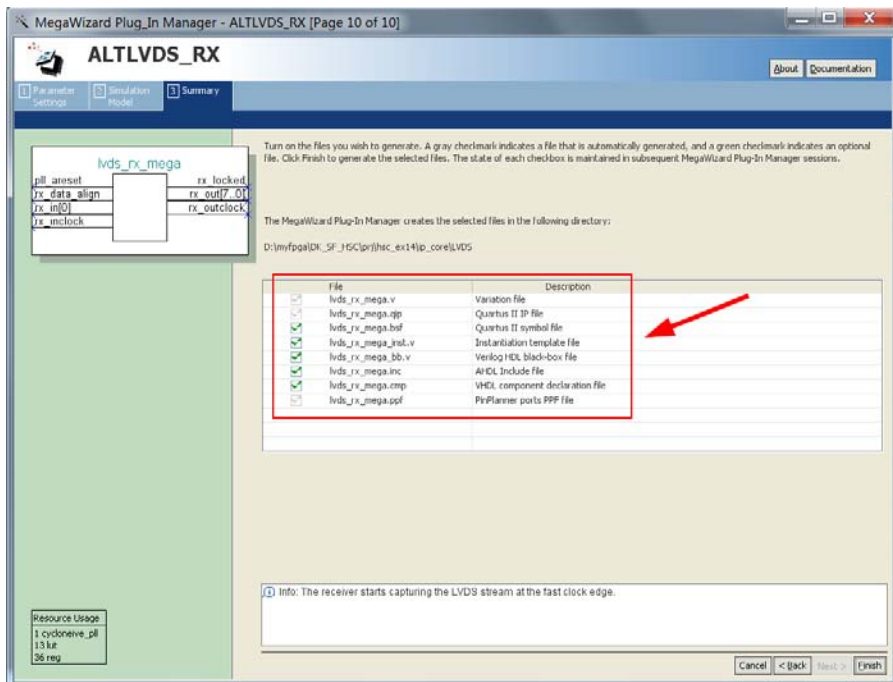 MegaWizard Plug_In Manager - ALTLVDS_RX [Page 10 of 10]
ALTLVDS_RX
About
Documentation
1 Parameter Settings
2 Simulation Model
3 Summary
Turn on the files you wish to generate. A gray checkmark indicates a file that is automatically generated, and a green checkmark indicates an optional
file. Click Finish to generate the selected files. The state of each checkbox is maintained in subsequent MegaWizard Plug-In Manager sessions.
lvds_rx_mega
pll_areset rx_locked
rx_data_align rx_out[7..0]
rx_in[0] rx_outclock
rx_inclock
The MegaWizard Plug-In Manager creates the selected files in the following directory:
D:\myfpga\DK_SF_HSC\prj\hsc_ex14\ip_core\LVDS
File Description
lvds_rx_mega.v Variation file
lvds_rx_mega.qip Quartus II IP file
lvds_rx_mega.bsf Quartus II symbol file
lvds_rx_mega_inst.v Instantiation template file
lvds_rx_mega_bb.v Verilog HDL black-box file
lvds_rx_mega.inc AHDL Include file
lvds_rx_mega.cmp VHDL component declaration file
lvds_rx_mega.ppf PinPlanner ports PPF file
Info: The receiver starts capturing the LVDS stream at the fast clock edge.
Resource Usage
1 cycloneive_pll
13 lut
36 reg
Cancel < Back Next > Finish